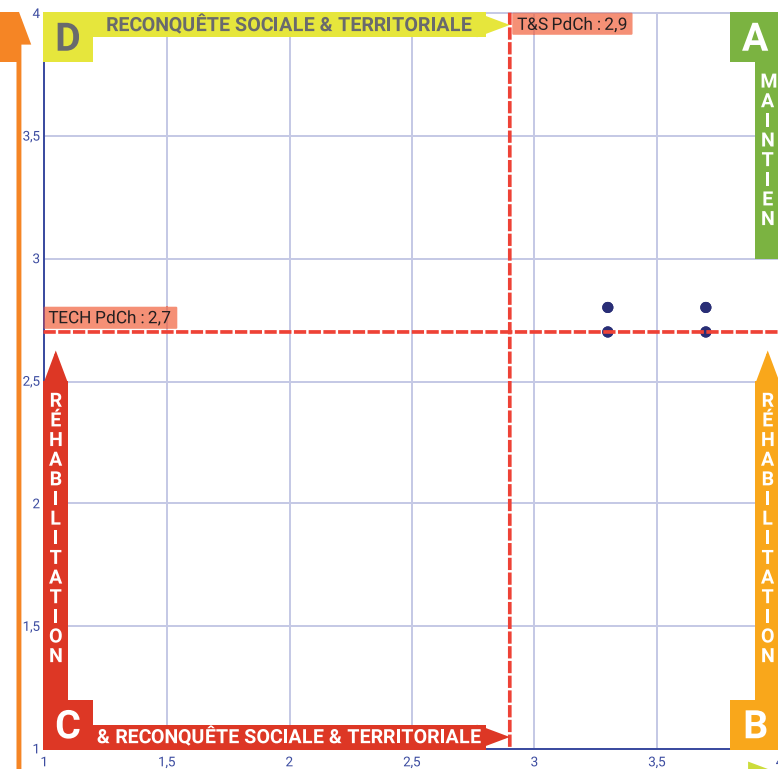 4
D
RECONQUÊTE SOCIALE & TERRITORIALE
T&S PdCh : 2,9
A
MAINTIEN
3,5
3
TECH PdCh : 2,7
2,5
RÉHABILITATION
RÉHABILITATION
2
1,5
C
& RECONQUÊTE SOCIALE & TERRITORIALE
B
1
1
1,5
2
2,5
3
3,5